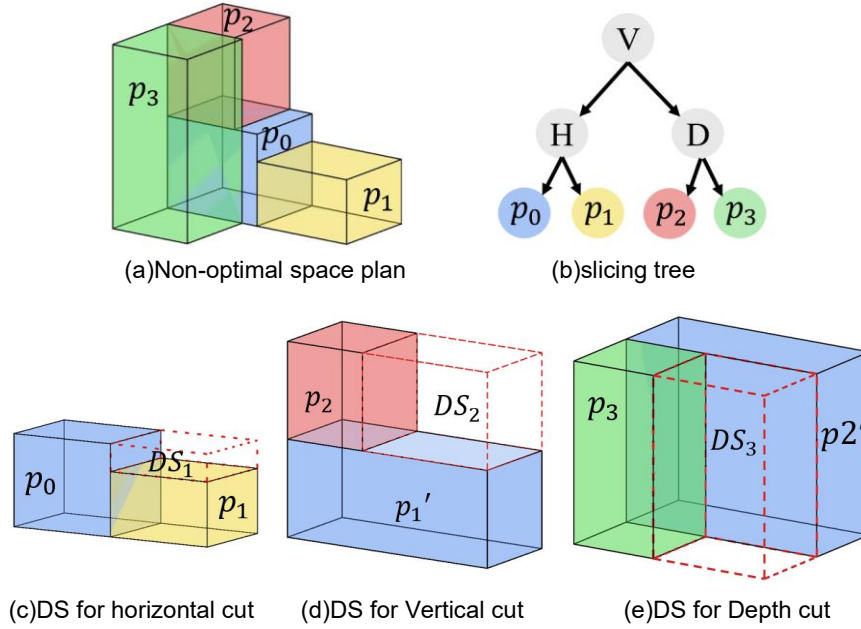 p₂
p₃
p₀
p₁
(a)Non-optimal space plan
V
H D
p₀ p₁ p₂ p₃
(b)slicing tree
p₀
DS₁
p₁
(c)DS for horizontal cut
p₂
DS₂
p₁′
(d)DS for Vertical cut
p₃
DS₃
p2′
(e)DS for Depth cut